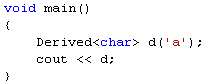 void main()
{
    Derived<char> d('a');
    cout << d;
}